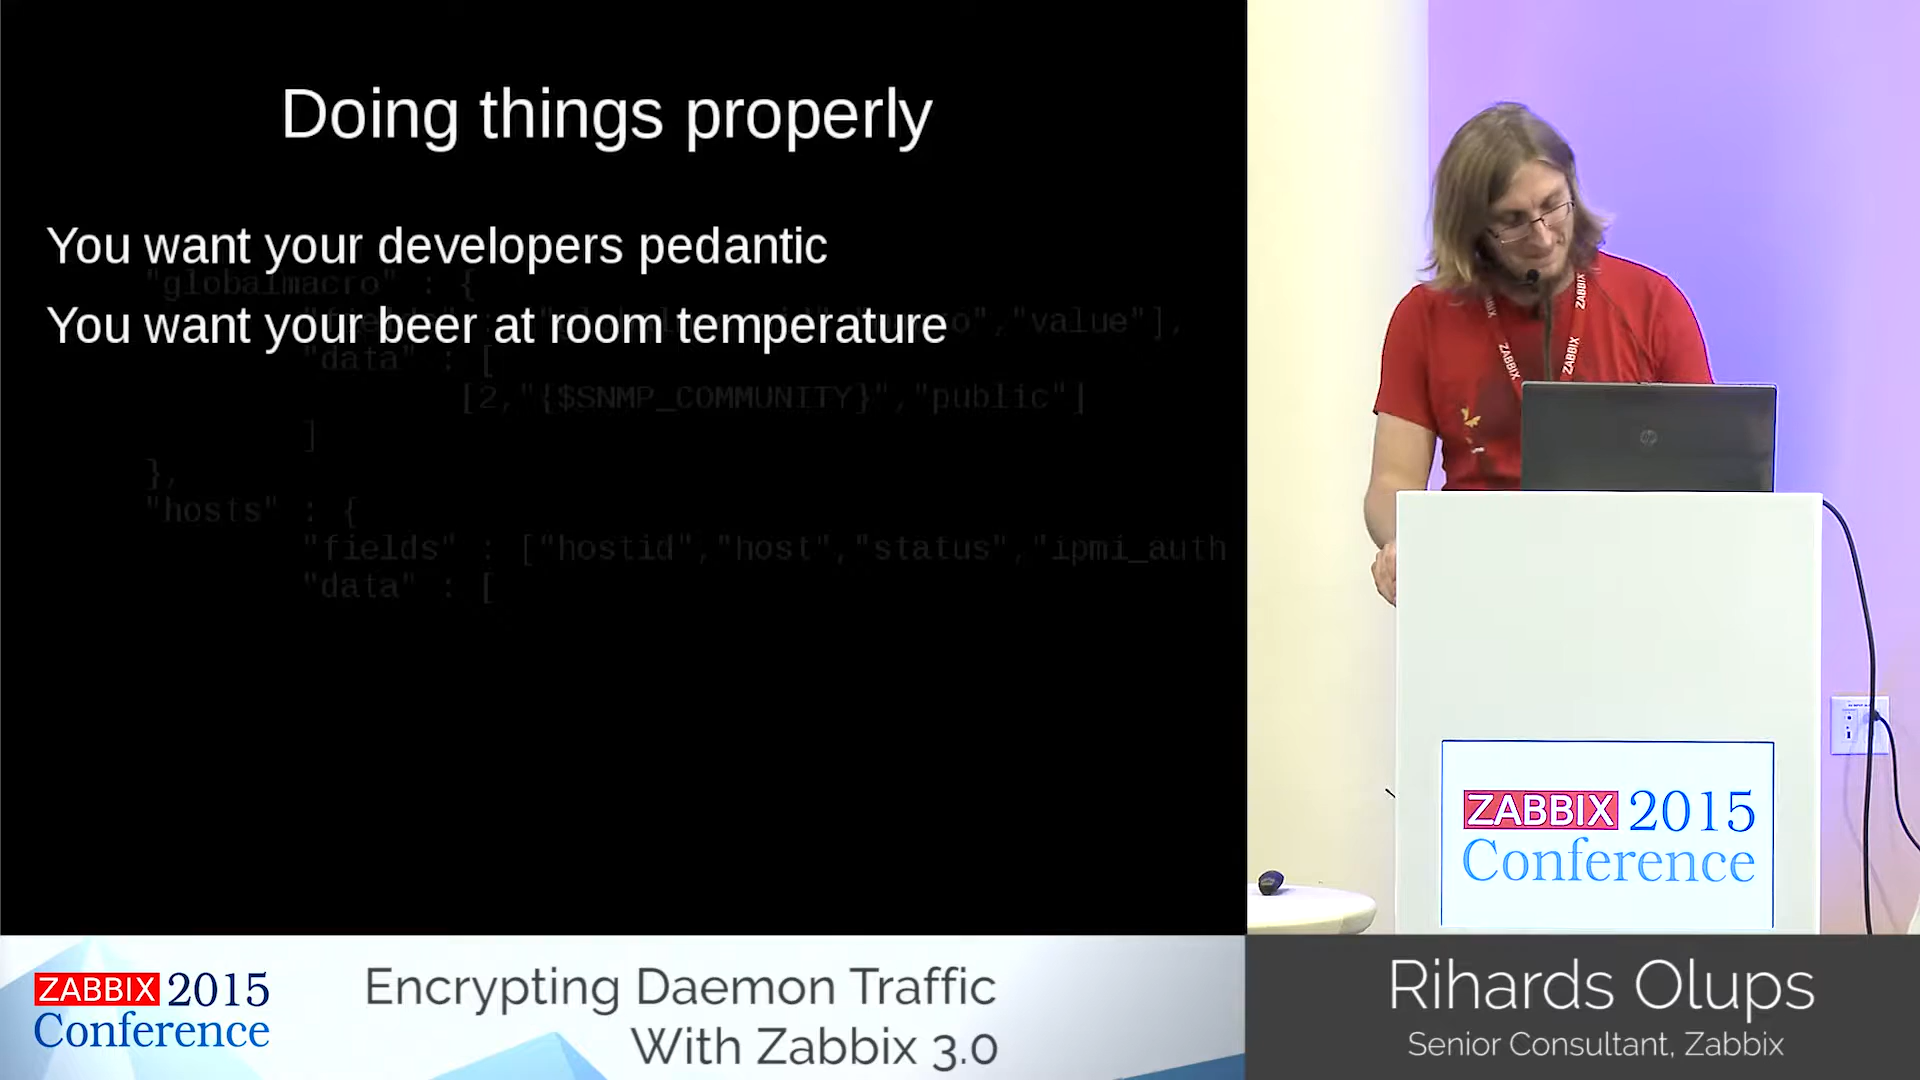 Doing things properly
You want your developers pedantic
"globalmacro" : {
You want your beer at room temperature
"value"],
"data" : [
[2,"{$SNMP_COMMUNITY}","public"]
]
},
"hosts" : {
"fields" : ["hostid","host","status","ipmi_auth
"data" : [
ZABBIX
ZABBIX
ZABBIX
hp
ZABBIX 2015
Conference
ZABBIX 2015
Conference
Encrypting Daemon Traffic
With Zabbix 3.0
Rihards Olups
Senior Consultant, Zabbix